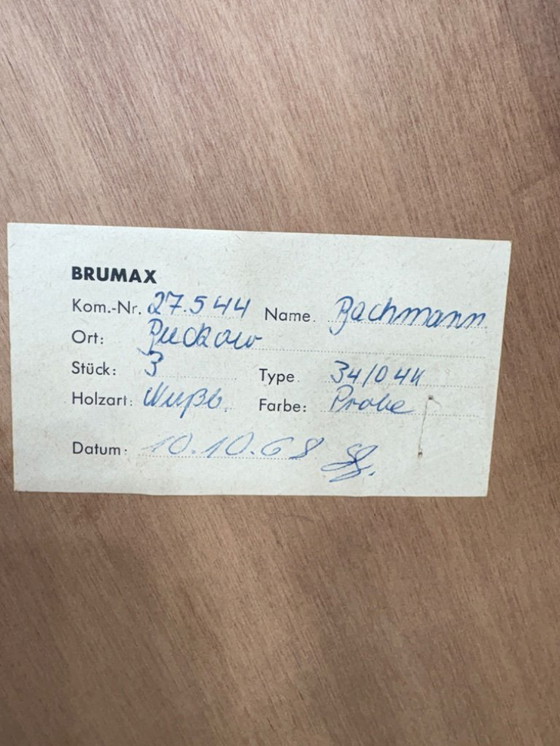 BRUMAX
Kom.-Nr. 27.544 Name. Bachmann
Ort: Buckow
Stück: 3 Type 34/044
Holzart: Nußb. Farbe: Probe
Datum: 10.10.68